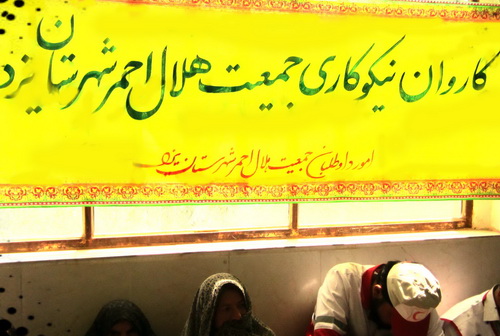 کاروان نیکوکاری جمعیت هلال احمر شهرستان یزد
امور داوطلبان جمعیت هلال احمر شهرستان یزد